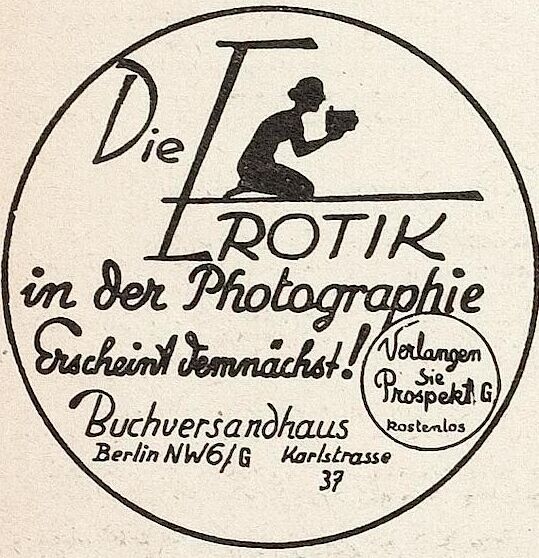 Die EROTIK
in der Photographie
Erscheint demnächst!
Verlangen
Sie
Prospekt G
kostenlos
Buchversandhaus
Berlin NW6/G Karlstrasse
37